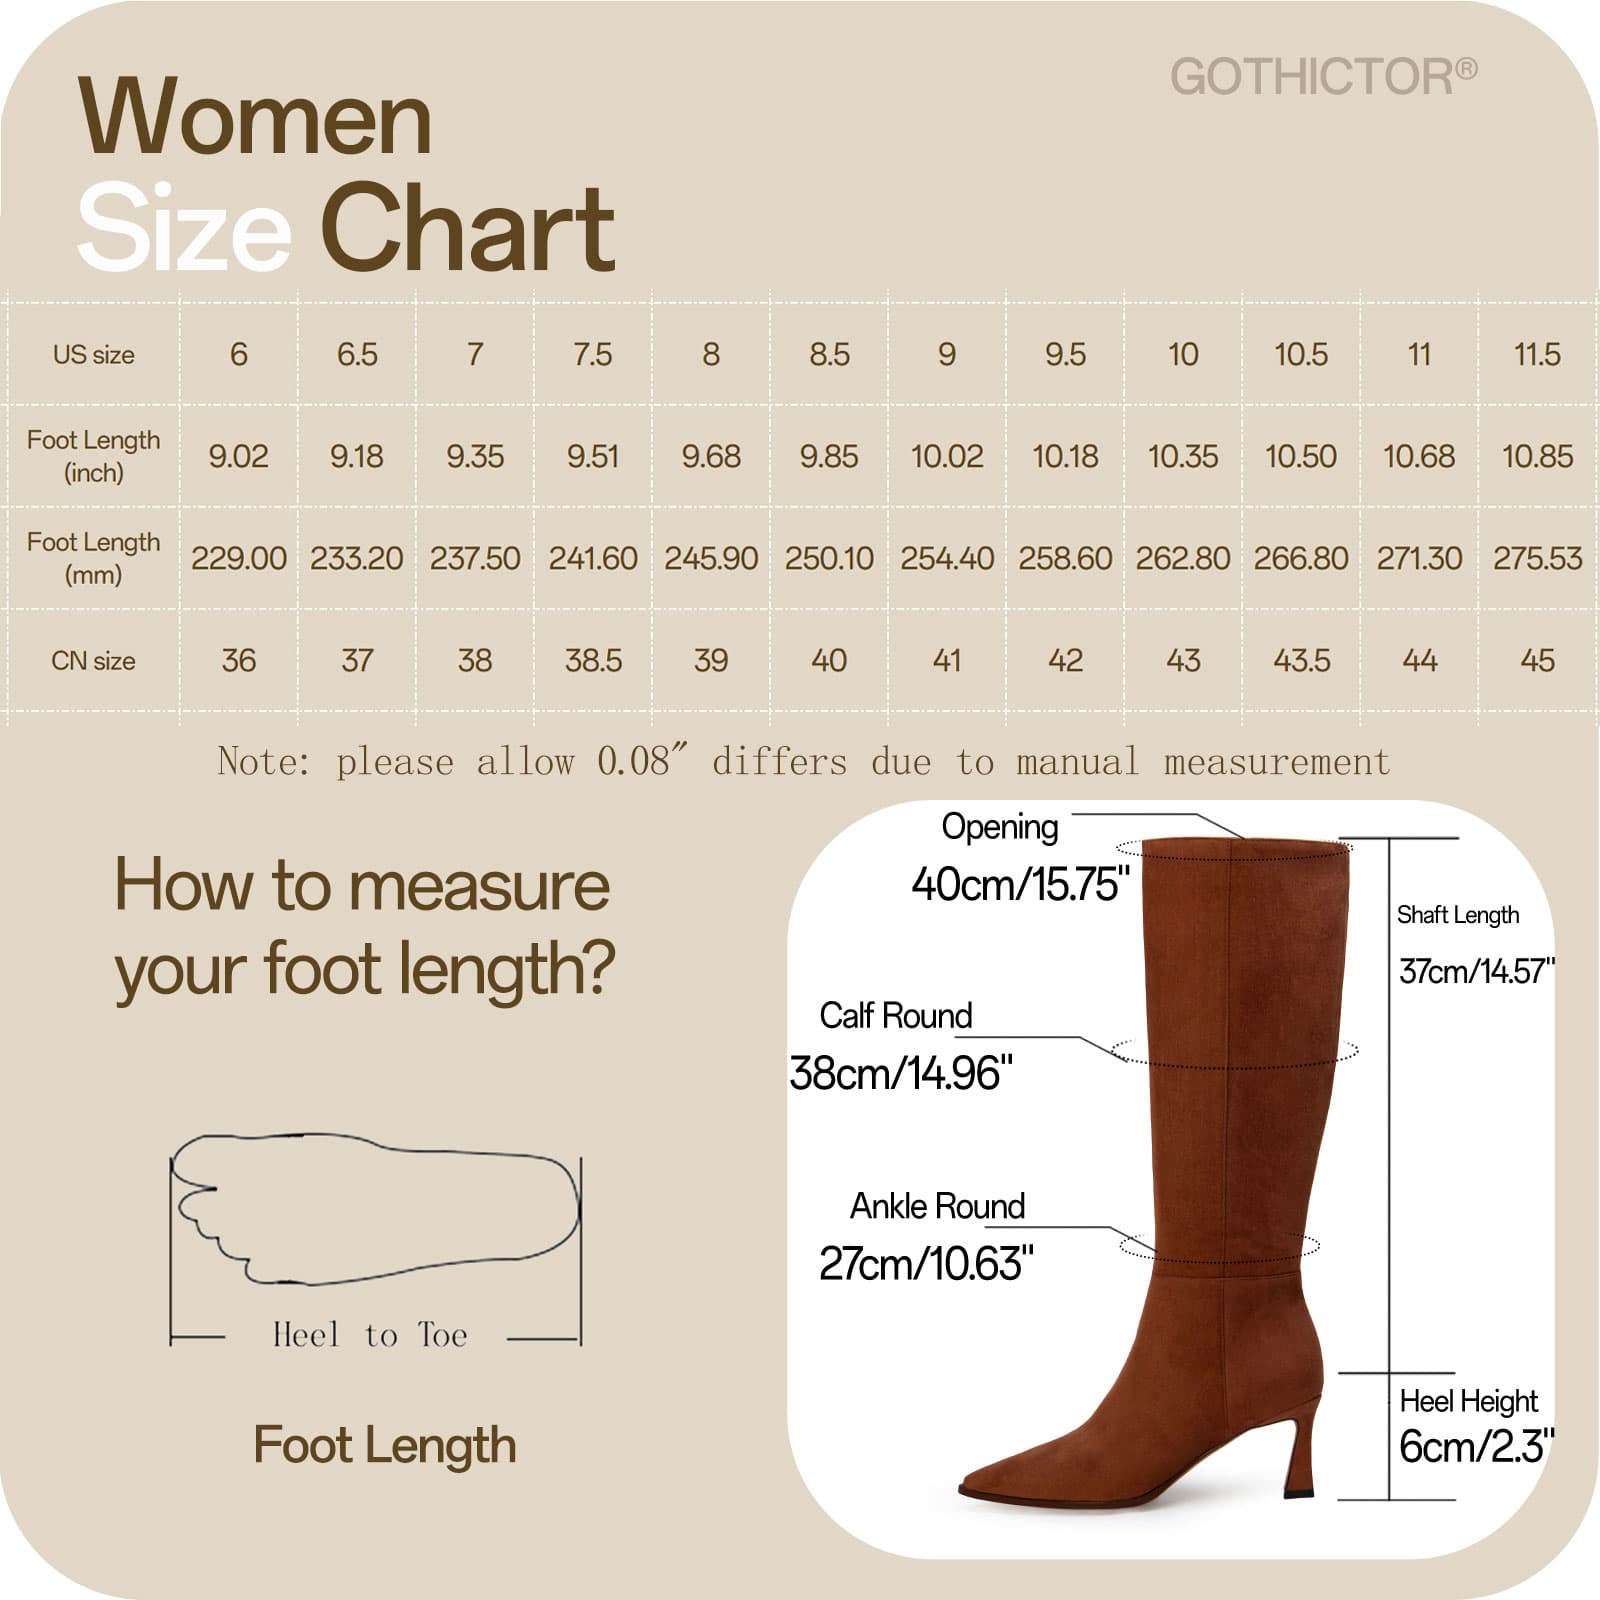 GOTHICTOR®
Women
Size Chart
US size 6 6.5 7 7.5 8 8.5 9 9.5 10 10.5 11 11.5
Foot Length
(inch) 9.02 9.18 9.35 9.51 9.68 9.85 10.02 10.18 10.35 10.50 10.68 10.85
Foot Length
(mm) 229.00 233.20 237.50 241.60 245.90 250.10 254.40 258.60 262.80 266.80 271.30 275.53
CN size 36 37 38 38.5 39 40 41 42 43 43.5 44 45
Note: please allow 0.08″ differs due to manual measurement
How to measure
your foot length?
Heel to Toe
Foot Length
Opening
40cm/15.75"
Shaft Length
37cm/14.57"
Calf Round
38cm/14.96"
Ankle Round
27cm/10.63"
Heel Height
6cm/2.3"